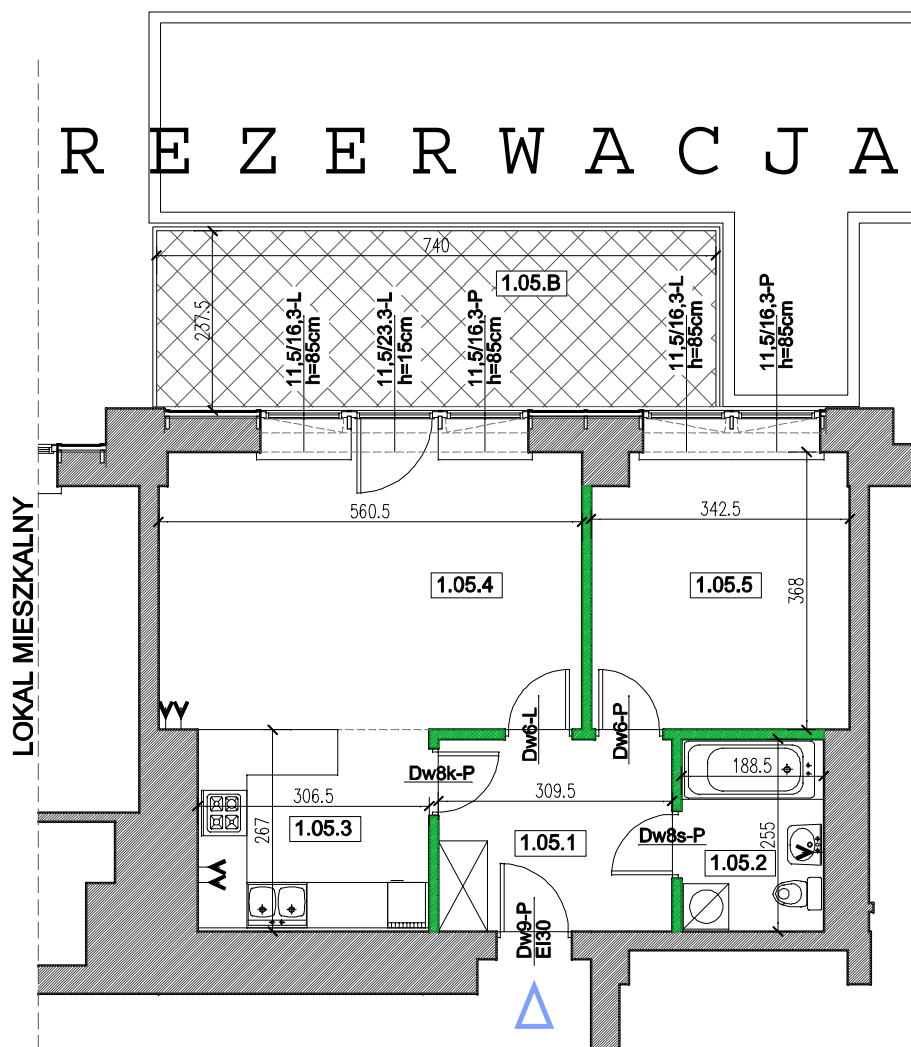 R E Z E R W A C J A
740
1.05.B
237.5
11,5/16,3-L
h=85cm
11,5/23.3-L
h=15cm
11,5/16,3-P
h=85cm
11,5/16,3-L
h=85cm
11,5/16,3-P
h=85cm
LOKAL MIESZKALNY
560.5
342.5
1.05.4
1.05.5
368
Dw6-L
Dw6-P
Dw8k-P
188.5
306.5
309.5
1.05.3
267
1.05.1
Dw8s-P
255
1.05.2
Dw9-P
EI30